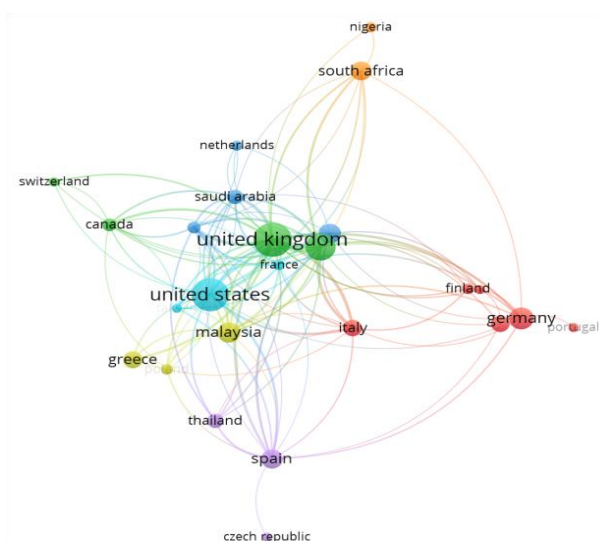 nigeria
south africa
netherlands
switzerland
saudi arabia
canada
united kingdom
france
united states
finland
germany
portugal
malaysia
italy
greece
poland
thailand
spain
czech republic